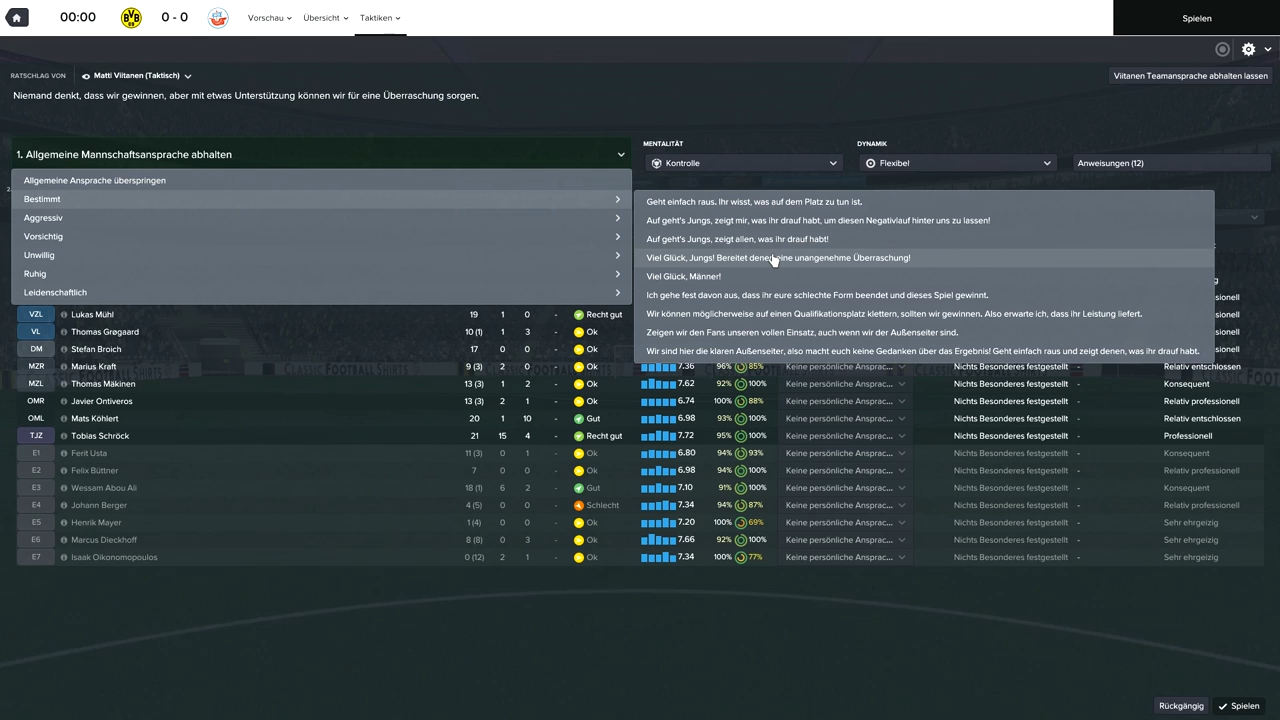 00:00 0 - 0 Vorschau Übersicht Taktiken Spielen
RATSCHLAG VON Matti Viitanen (Taktisch) Viitanen Teamansprache abhalten lassen
Niemand denkt, dass wir gewinnen, aber mit etwas Unterstützung können wir für eine Überraschung sorgen.
1. Allgemeine Mannschaftsansprache abhalten
MENTALITÄT DYNAMIK
Kontrolle Flexibel Anweisungen (12)
Allgemeine Ansprache überspringen
Bestimmt
Aggressiv
Vorsichtig
Unwillig
Ruhig
Leidenschaftlich
Geht einfach raus. Ihr wisst, was auf dem Platz zu tun ist.
Auf geht's Jungs, zeigt mir, was ihr drauf habt, um diesen Negativlauf hinter uns zu lassen!
Auf geht's Jungs, zeigt allen, was ihr drauf habt!
Viel Glück, Jungs! Bereitet denen eine unangenehme Überraschung!
Viel Glück, Männer!
Ich gehe fest davon aus, dass ihr eure schlechte Form beendet und dieses Spiel gewinnt.
Wir können möglicherweise auf einen Qualifikationsplatz klettern, sollten wir gewinnen. Also erwarte ich, dass ihr Leistung liefert.
Zeigen wir den Fans unseren vollen Einsatz, auch wenn wir der Außenseiter sind.
Wir sind hier die klaren Außenseiter, also macht euch keine Gedanken über das Ergebnis! Geht einfach raus und zeigt denen, was ihr drauf habt.
VZL Lukas Mühl 19 1 0 - Recht gut
VL Thomas Grøgaard 10 (1) 1 3 - Ok
DM Stefan Broich 17 0 0 - Ok
MZR Marius Kraft 9 (3) 2 0 - Ok 7.36 96% 85% Keine persönliche Ansprac... Nichts Besonderes festgestellt - Relativ entschlossen
MZL Thomas Mäkinen 13 (3) 1 2 - Ok 7.62 92% 100% Keine persönliche Ansprac... Nichts Besonderes festgestellt - Konsequent
OMR Javier Ontiveros 13 (3) 2 1 - Ok 6.74 100% 88% Keine persönliche Ansprac... Nichts Besonderes festgestellt - Relativ professionell
OML Mats Köhlert 20 1 10 - Gut 6.98 93% 100% Keine persönliche Ansprac... Nichts Besonderes festgestellt - Relativ entschlossen
TJZ Tobias Schröck 21 15 4 - Recht gut 7.72 95% 100% Keine persönliche Ansprac... Nichts Besonderes festgestellt - Professionell
E1 Ferit Usta 11 (3) 0 1 - Ok 6.80 94% 93% Keine persönliche Ansprac... Nichts Besonderes festgestellt - Konsequent
E2 Felix Büttner 7 0 0 - Ok 6.98 94% 100% Keine persönliche Ansprac... Nichts Besonderes festgestellt - Relativ professionell
E3 Wessam Abou Ali 18 (1) 6 2 - Gut 7.10 91% 100% Keine persönliche Ansprac... Nichts Besonderes festgestellt - Konsequent
E4 Johann Berger 4 (5) 0 0 - Schlecht 7.34 94% 87% Keine persönliche Ansprac... Nichts Besonderes festgestellt - Relativ professionell
E5 Henrik Mayer 1 (4) 0 0 - Ok 7.20 100% 69% Keine persönliche Ansprac... Nichts Besonderes festgestellt - Sehr ehrgeizig
E6 Marcus Dieckhoff 8 (8) 0 3 - Ok 7.66 92% 100% Keine persönliche Ansprac... Nichts Besonderes festgestellt - Sehr ehrgeizig
E7 Isaak Oikonomopoulos 0 (12) 2 1 - Ok 7.34 100% 77% Keine persönliche Ansprac... Nichts Besonderes festgestellt - Sehr ehrgeizig
Rückgängig Spielen